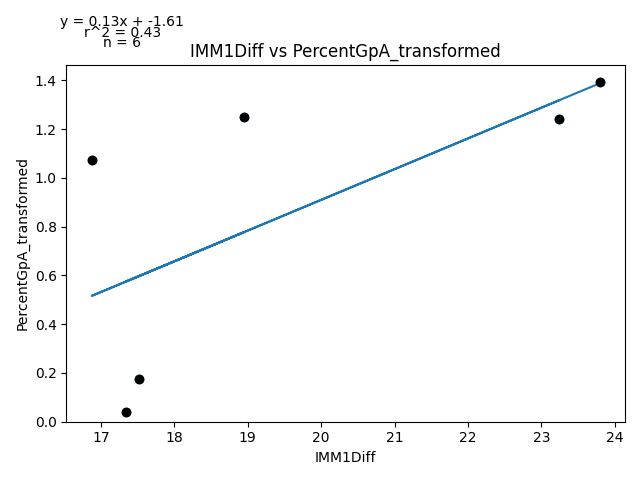 y = 0.13x + -1.61
r^2 = 0.43
n = 6
IMM1Diff vs PercentGpA_transformed
PercentGpA_transformed
1.4
1.2
1.0
0.8
0.6
0.4
0.2
0.0
17 18 19 20 21 22 23 24
IMM1Diff